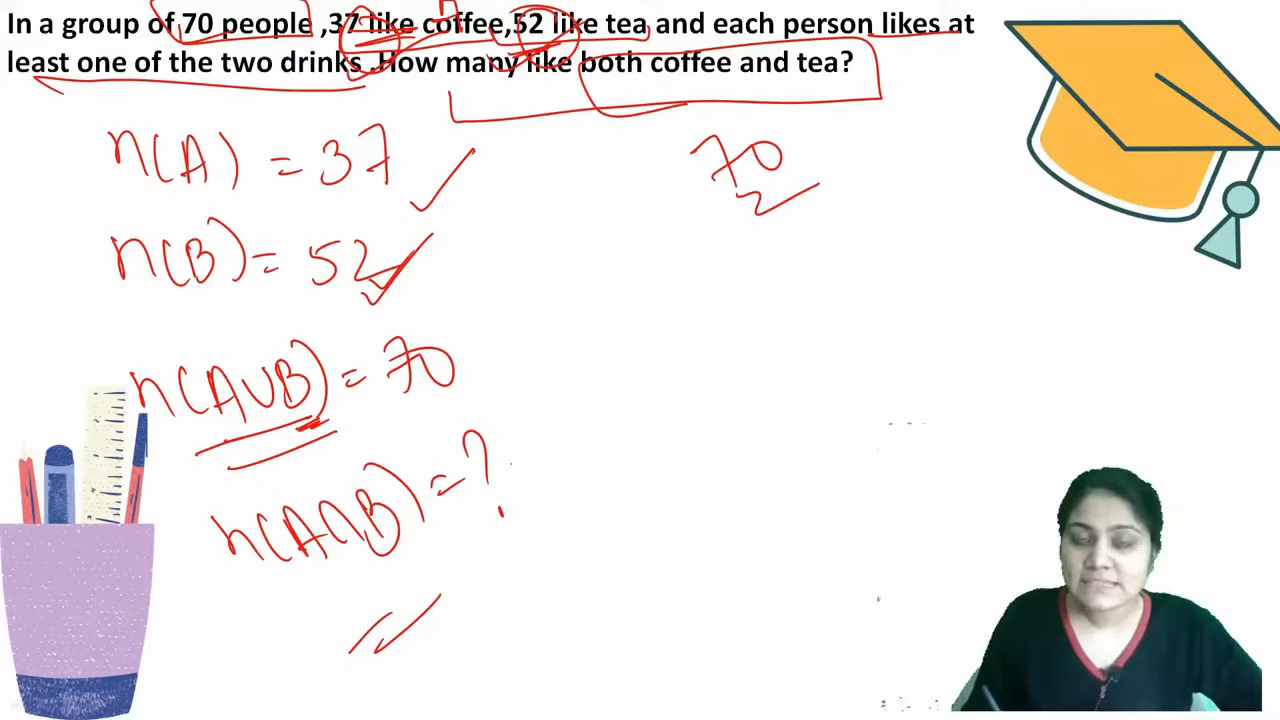 In a group of 70 people ,37 like coffee,52 like tea and each person likes at
least one of the two drinks . How many like both coffee and tea?
n(A) = 37
70
n(B) = 52
n(A∪B) = 70
n(A∩B) = ?